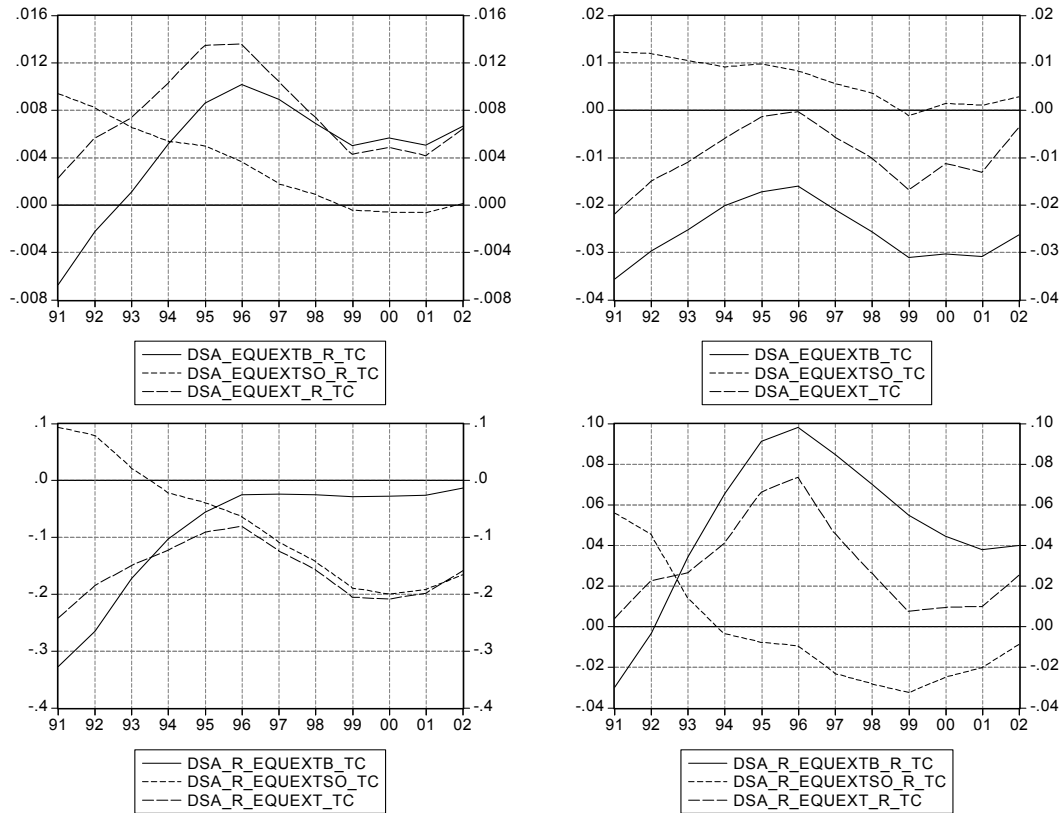 .016 .016
.012 .012
.008 .008
.004 .004
.000 .000
-.004 -.004
-.008 -.008
91 92 93 94 95 96 97 98 99 00 01 02
DSA_EQUEXTB_R_TC
DSA_EQUEXTSO_R_TC
DSA_EQUEXT_R_TC
.02 .02
.01 .01
.00 .00
-.01 -.01
-.02 -.02
-.03 -.03
-.04 -.04
91 92 93 94 95 96 97 98 99 00 01 02
DSA_EQUEXTB_TC
DSA_EQUEXTSO_TC
DSA_EQUEXT_TC
.1 .1
.0 .0
-.1 -.1
-.2 -.2
-.3 -.3
-.4 -.4
91 92 93 94 95 96 97 98 99 00 01 02
DSA_R_EQUEXTB_TC
DSA_R_EQUEXTSO_TC
DSA_R_EQUEXT_TC
.10 .10
.08 .08
.06 .06
.04 .04
.02 .02
.00 .00
-.02 -.02
-.04 -.04
91 92 93 94 95 96 97 98 99 00 01 02
DSA_R_EQUEXTB_R_TC
DSA_R_EQUEXTSO_R_TC
DSA_R_EQUEXT_R_TC